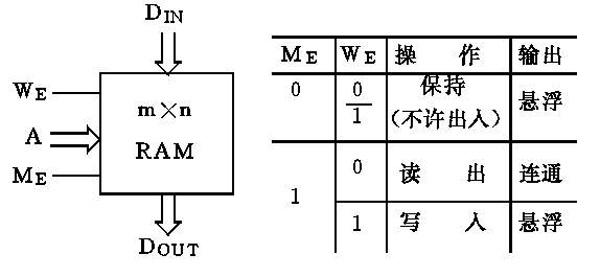 DIN
WE
A
ME
m×n
RAM
DOUT
ME WE 操 作 输出
0 0 保持 悬浮
1 (不许出入)
1 0 读 出 连通
1 写 入 悬浮